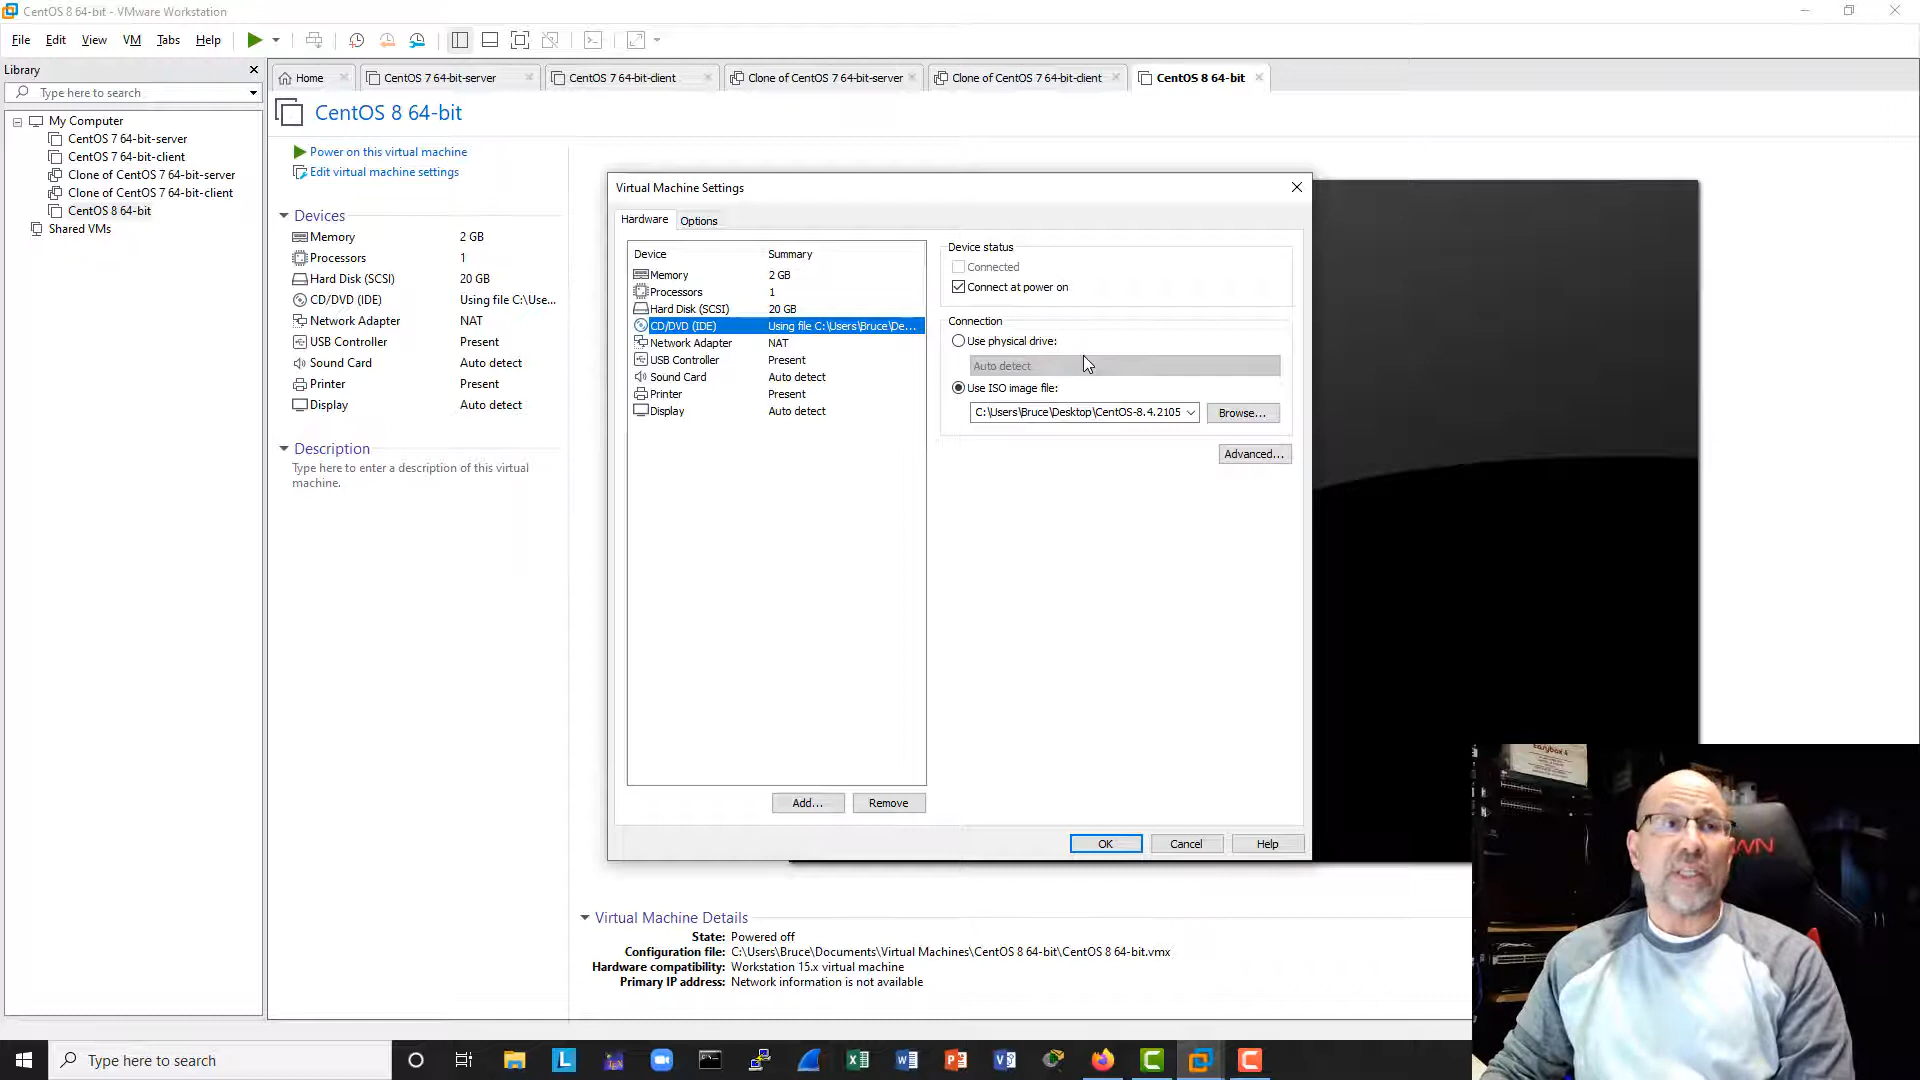 CentOS 8 64-bit - VMware Workstation
File Edit View VM Tabs Help
Library
Type here to search
My Computer
CentOS 7 64-bit-server
CentOS 7 64-bit-client
Clone of CentOS 7 64-bit-server
Clone of CentOS 7 64-bit-client
CentOS 8 64-bit
Shared VMs
Home CentOS 7 64-bit-server CentOS 7 64-bit-client Clone of CentOS 7 64-bit-server Clone of CentOS 7 64-bit-client CentOS 8 64-bit
CentOS 8 64-bit
Power on this virtual machine
Edit virtual machine settings
Devices
Memory 2 GB
Processors 1
Hard Disk (SCSI) 20 GB
CD/DVD (IDE) Using file C:\Use...
Network Adapter NAT
USB Controller Present
Sound Card Auto detect
Printer Present
Display Auto detect
Description
Type here to enter a description of this virtual
machine.
Virtual Machine Settings
Hardware Options
Device Summary
Memory 2 GB
Processors 1
Hard Disk (SCSI) 20 GB
CD/DVD (IDE) Using file C:\Users\Bruce\De...
Network Adapter NAT
USB Controller Present
Sound Card Auto detect
Printer Present
Display Auto detect
Add... Remove
Device status
Connected
Connect at power on
Connection
Use physical drive:
Auto detect
Use ISO image file:
C:\Users\Bruce\Desktop\CentOS-8.4.2105 Browse...
Advanced...
OK Cancel Help
Virtual Machine Details
State: Powered off
Configuration file: C:\Users\Bruce\Documents\Virtual Machines\CentOS 8 64-bit\CentOS 8 64-bit.vmx
Hardware compatibility: Workstation 15.x virtual machine
Primary IP address: Network information is not available
WN
Type here to search